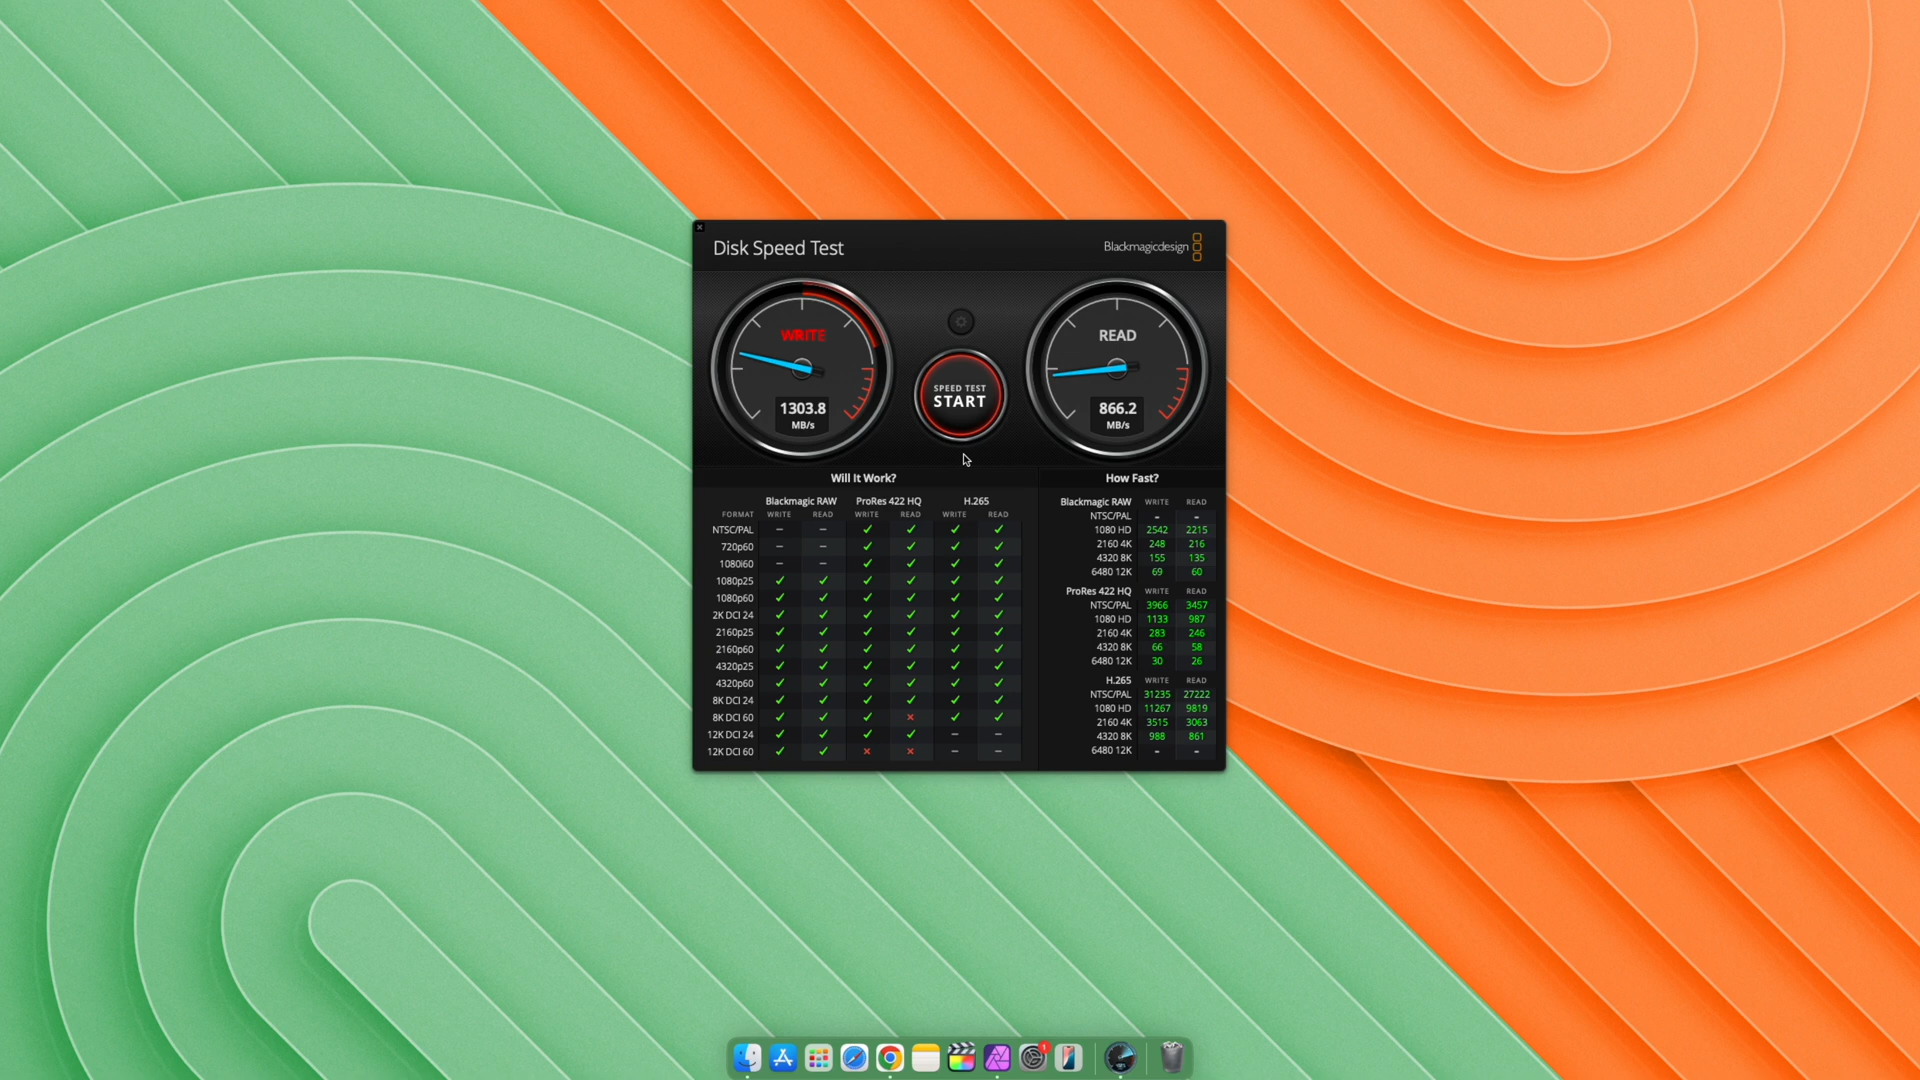 Disk Speed Test
Blackmagicdesign
WRITE
1303.8
MB/s
SPEED TEST
START
READ
866.2
MB/s
Will It Work?
Blackmagic RAW ProRes 422 HQ H.265
FORMAT WRITE READ WRITE READ WRITE READ
NTSC/PAL – – ✓ ✓ ✓ ✓
720p60 – – ✓ ✓ ✓ ✓
1080i60 – – ✓ ✓ ✓ ✓
1080p25 ✓ ✓ ✓ ✓ ✓ ✓
1080p60 ✓ ✓ ✓ ✓ ✓ ✓
2K DCI 24 ✓ ✓ ✓ ✓ ✓ ✓
2160p25 ✓ ✓ ✓ ✓ ✓ ✓
2160p60 ✓ ✓ ✓ ✓ ✓ ✓
4320p25 ✓ ✓ ✓ ✓ ✓ ✓
4320p60 ✓ ✓ ✓ ✓ ✓ ✓
8K DCI 24 ✓ ✓ ✓ ✓ ✓ ✓
8K DCI 60 ✓ ✓ ✓ × ✓ ✓
12K DCI 24 ✓ ✓ ✓ ✓ – –
12K DCI 60 ✓ ✓ × × – –
How Fast?
Blackmagic RAW WRITE READ
NTSC/PAL - -
1080 HD 2542 2215
2160 4K 248 216
4320 8K 155 135
6480 12K 69 60
ProRes 422 HQ WRITE READ
NTSC/PAL 3966 3457
1080 HD 1133 987
2160 4K 283 246
4320 8K 66 58
6480 12K 30 26
H.265 WRITE READ
NTSC/PAL 31235 27222
1080 HD 11267 9819
2160 4K 3515 3063
4320 8K 988 861
6480 12K - -
1